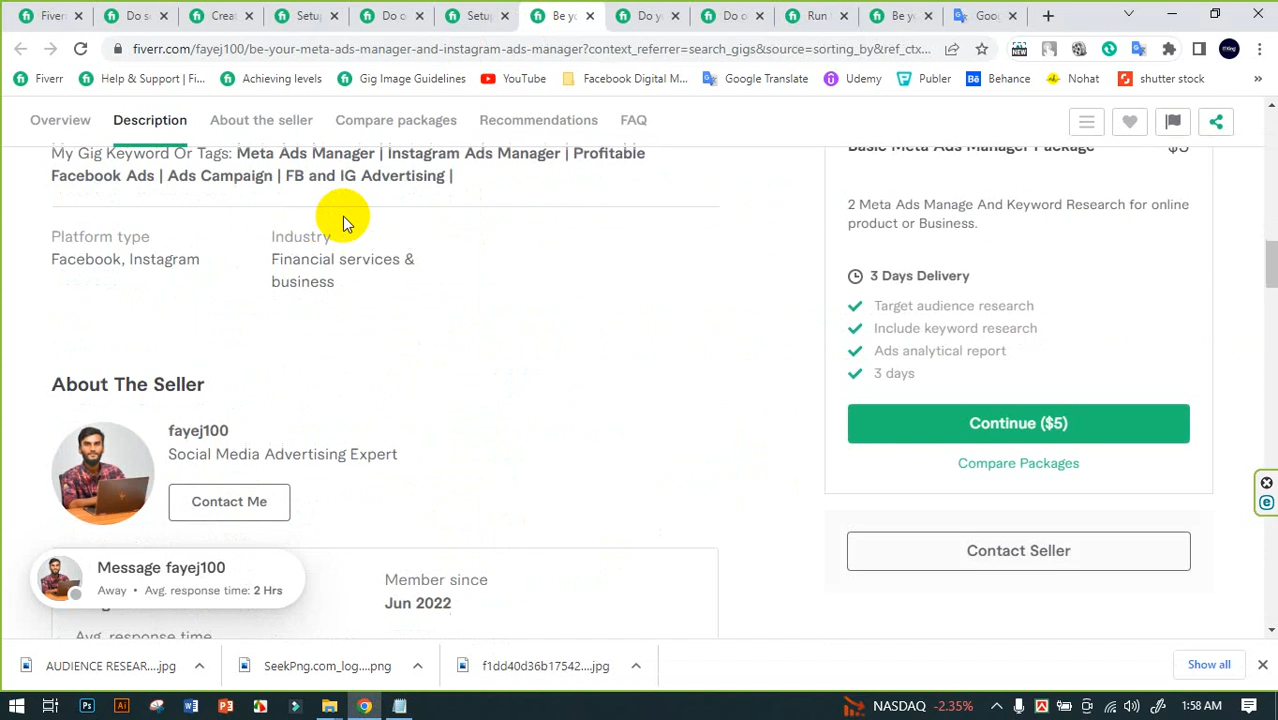 Fiverr
Do s
Creat
Setup
Do o
Setup
Be yo
Do yo
Do o
Run
Be yo
Goog
fiverr.com/fayej100/be-your-meta-ads-manager-and-instagram-ads-manager?context_referrer=search_gigs&source=sorting_by&ref_ctx...
NEW
Fiverr
Help & Support | Fi...
Achieving levels
Gig Image Guidelines
YouTube
Facebook Digital M...
Google Translate
Udemy
Publer
Behance
Nohat
shutter stock
Overview
Description
About the seller
Compare packages
Recommendations
FAQ
My Gig Keyword Or Tags: Meta Ads Manager | Instagram Ads Manager | Profitable
Facebook Ads | Ads Campaign | FB and IG Advertising |
Platform type
Facebook, Instagram
Industry
Financial services &
business
About The Seller
fayej100
Social Media Advertising Expert
Contact Me
Message fayej100
Away • Avg. response time: 2 Hrs
Member since
Jun 2022
Avg. response time
Basic Meta Ads Manager Package
$5
2 Meta Ads Manage And Keyword Research for online
product or Business.
3 Days Delivery
Target audience research
Include keyword research
Ads analytical report
3 days
Continue ($5)
Compare Packages
Contact Seller
AUDIENCE RESEAR....jpg
SeekPng.com_log....png
f1dd40d36b17542....jpg
Show all
NASDAQ -2.35%
1:58 AM